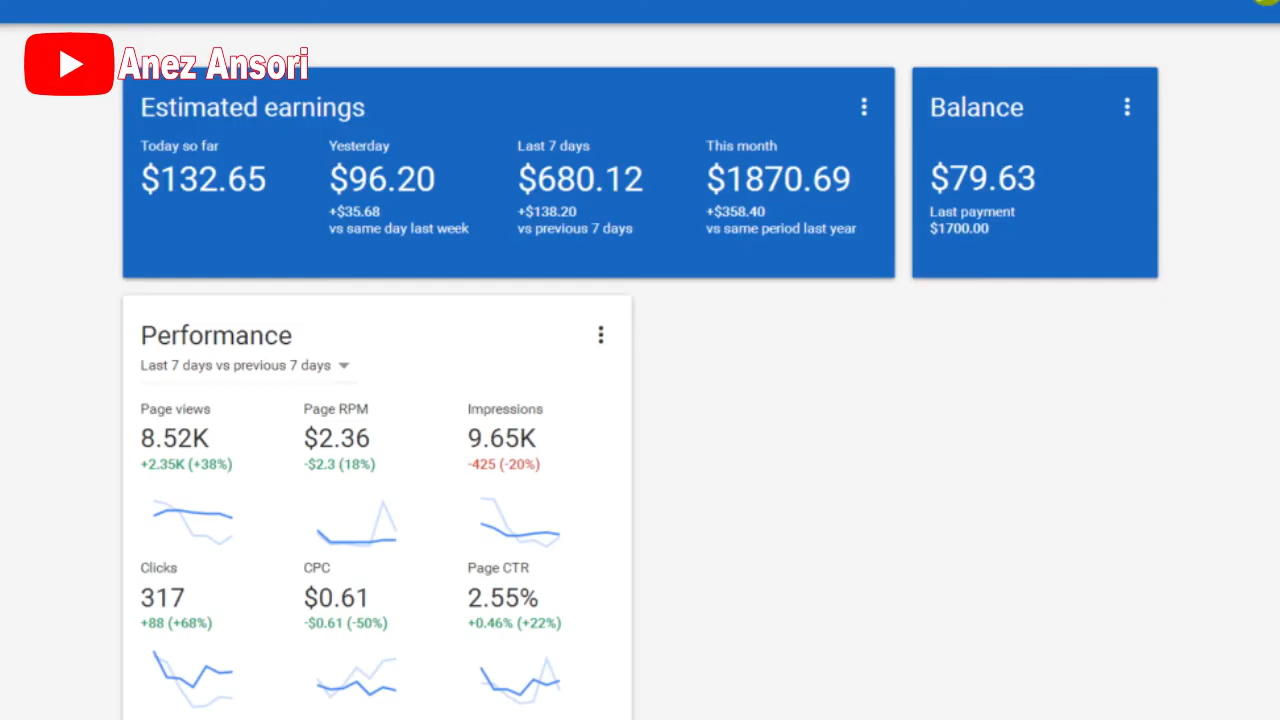 Anez Ansori
Estimated earnings
Today so far
$132.65
Yesterday
$96.20
+$35.68
vs same day last week
Last 7 days
$680.12
+$138.20
vs previous 7 days
This month
$1870.69
+$358.40
vs same period last year
Balance
$79.63
Last payment
$1700.00
Performance
Last 7 days vs previous 7 days
Page views
8.52K
+2.35K (+38%)
Page RPM
$2.36
-$2.3 (18%)
Impressions
9.65K
-425 (-20%)
Clicks
317
+88 (+68%)
CPC
$0.61
-$0.61 (-50%)
Page CTR
2.55%
+0.46% (+22%)